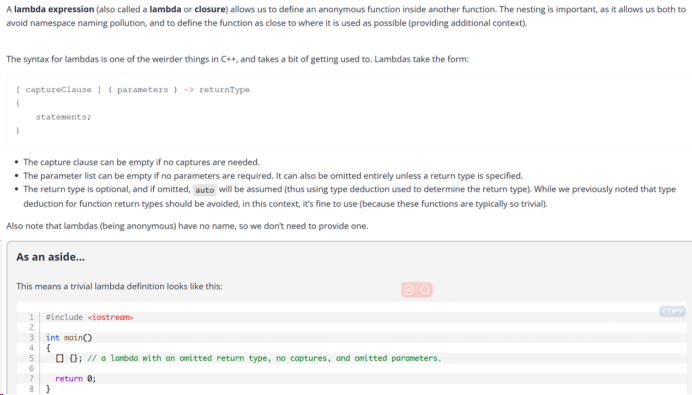 A lambda expression (also called a lambda or closure) allows us to define an anonymous function inside another function. The nesting is important, as it allows us both to
avoid namespace naming pollution, and to define the function as close to where it is used as possible (providing additional context).
The syntax for lambdas is one of the weirder things in C++, and takes a bit of getting used to. Lambdas take the form:
[ captureClause ] ( parameters ) -> returnType
{
statements;
}
• The capture clause can be empty if no captures are needed.
• The parameter list can be empty if no parameters are required. It can also be omitted entirely unless a return type is specified.
• The return type is optional, and if omitted, auto will be assumed (thus using type deduction used to determine the return type). While we previously noted that type
deduction for function return types should be avoided, in this context, it's fine to use (because these functions are typically so trivial).
Also note that lambdas (being anonymous) have no name, so we don't need to provide one.
As an aside...
This means a trivial lambda definition looks like this:
COPY
1 #include <iostream>
2
3 int main()
4 {
5 [] {}; // a lambda with an omitted return type, no captures, and omitted parameters.
6
7 return 0;
8 }